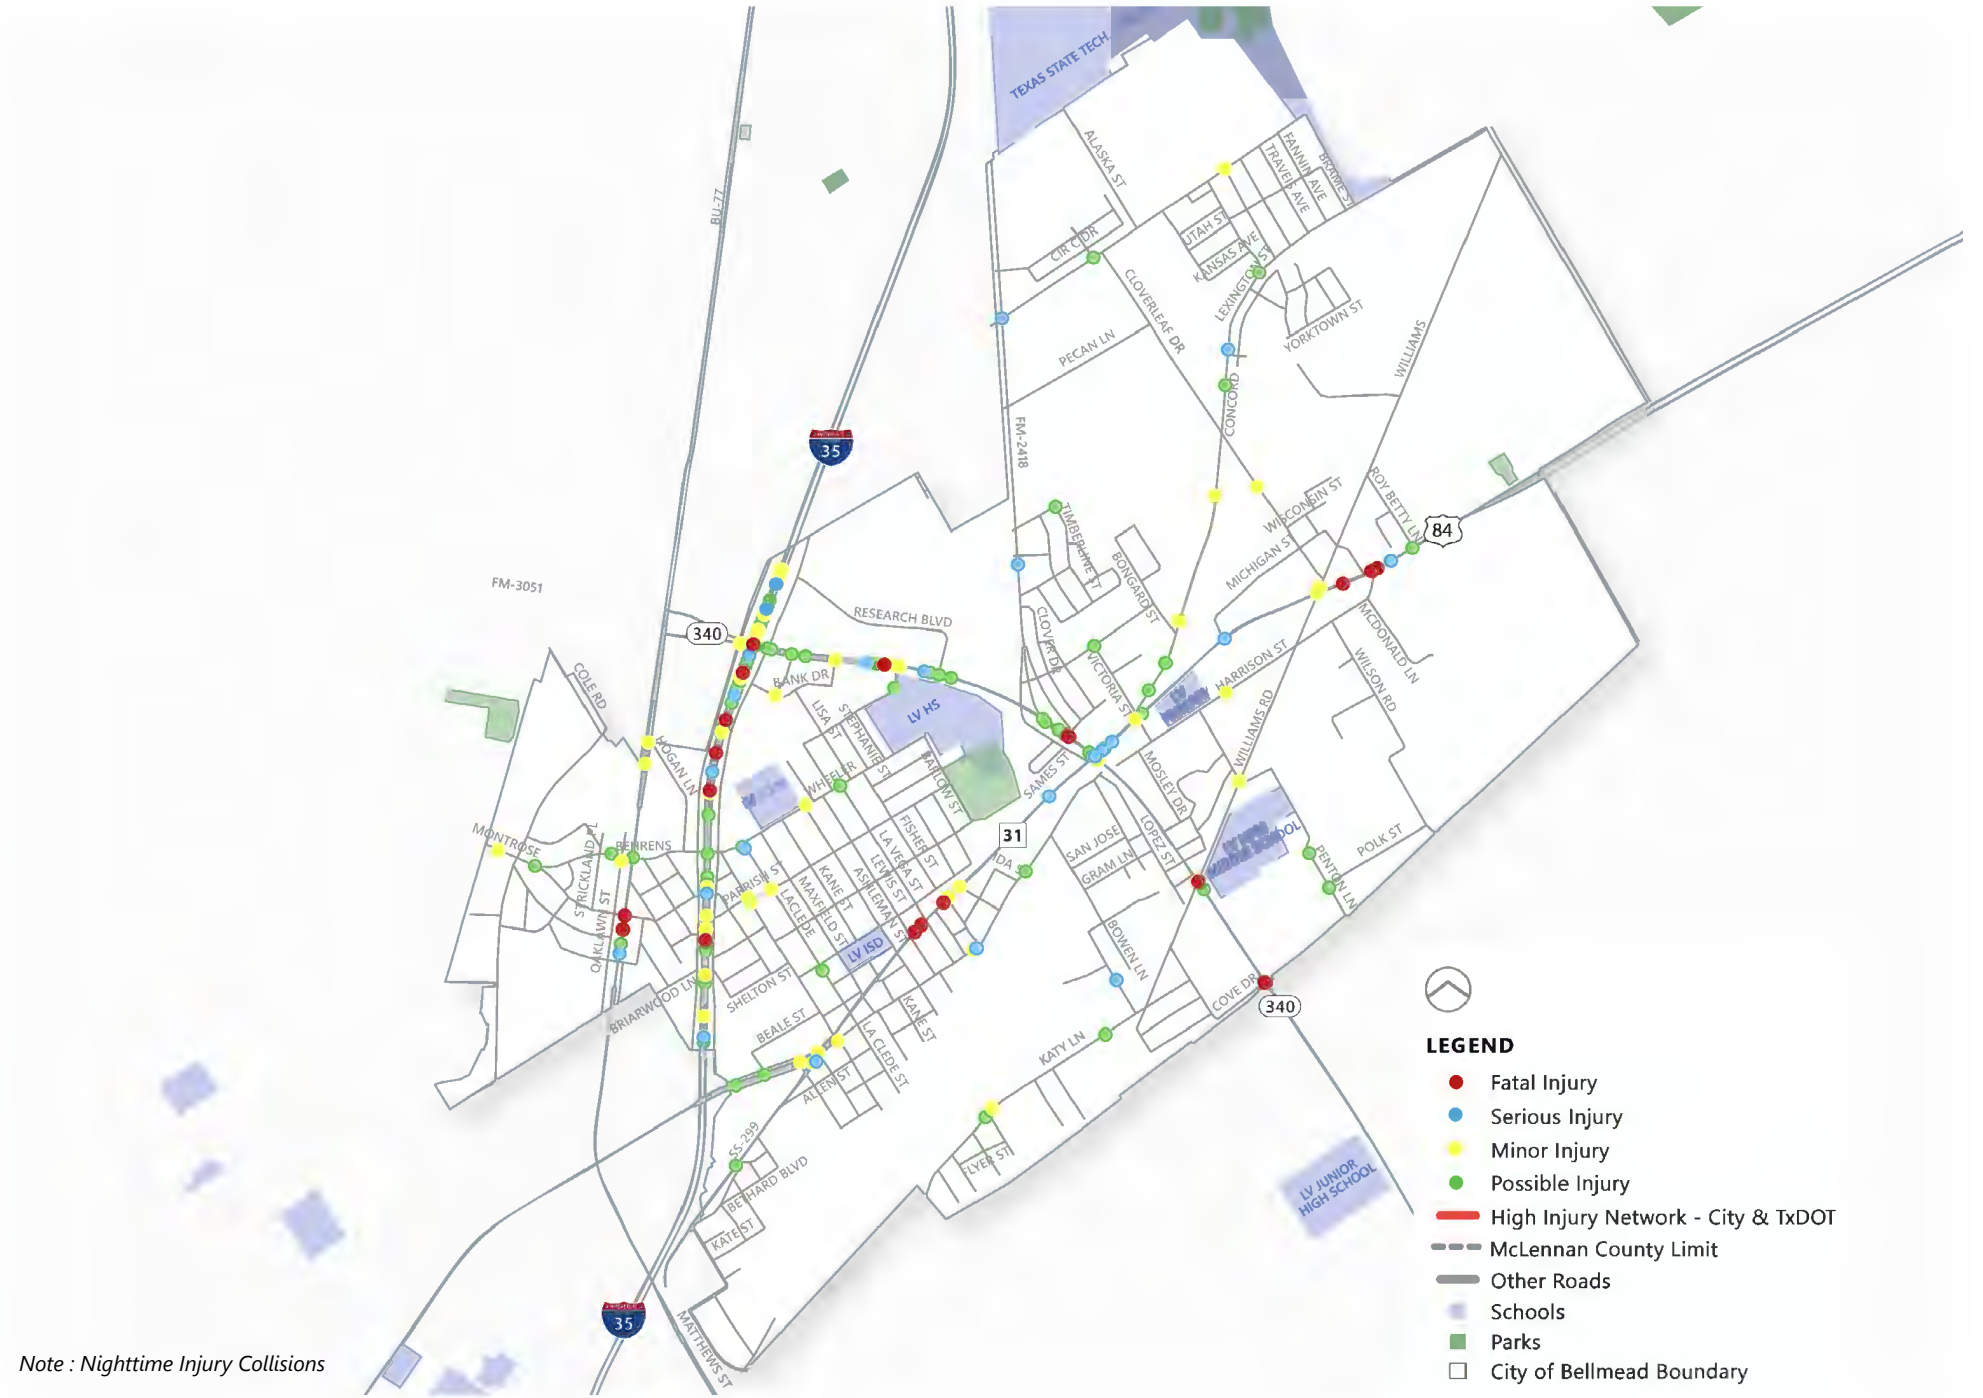 TEXAS STATE TECH.
ALASKA ST
FANNIN AVE
TRAVEIS AVE
BRAME ST
BU-77
UTAH ST
CIR C DR
KANSAS AVE
LEXINGTON ST
CLOVERLEAF DR
YORKTOWN ST
PECAN LN
WILLIAMS
CONCORD
FM-2418
35
ROY BETTY LN
WISCONSIN ST
84
TIMBERLINE ST
MICHIGAN ST
BONGARD ST
FM-3051
RESEARCH BLVD
340
CLOVER DR
MCDONALD LN
HARRISON ST
VICTORIA ST
WILSON RD
BANK DR
COLE RD
LV
PRIMARY
LISA ST
STEPHANIE ST
LV HS
WILLIAMS RD
HOGAN LN
SAMES ST
MOSLEY DR
WHEELER
BARLOW ST
31
MONTROSE
BEHRENS
FISHER ST
LA VEGA ST
IDA S
SAN JOSE
GRAM LN
LOPEZ ST
MIDDLE SCHOOL
POLK ST
PENTON LN
STRICKLAND PL
PARRISH ST
LEWIS ST
ASHLEMAN ST
KANE ST
MAXFIELD ST
LACLEDE
OAKLAWN ST
LV ISD
BOWEN LN
BRIARWOOD LN
SHELTON ST
COVE DR
340
KANE ST
BEALE ST
LA CLEDE ST
KATY LN
ALLEN ST
SS-299
FLYER ST
BETHARD BLVD
LV JUNIOR
HIGH SCHOOL
KATE ST
35
MATTHEWS ST
LEGEND
Fatal Injury
Serious Injury
Minor Injury
Possible Injury
High Injury Network - City & TxDOT
McLennan County Limit
Other Roads
Schools
Parks
City of Bellmead Boundary
Note : Nighttime Injury Collisions